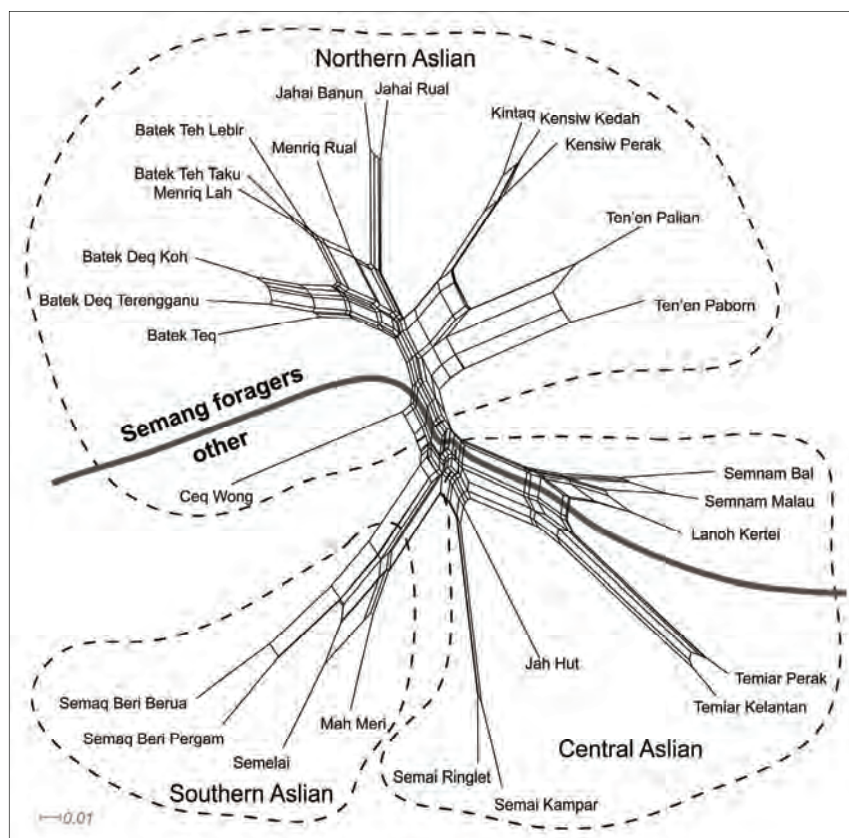 Northern Aslian
Jahai Banun
Jahai Rual
Kintaq
Kensiw Kedah
Kensiw Perak
Batek Teh Lebir
Menriq Rual
Batek Teh Taku
Menriq Lah
Ten'en Palian
Batek Deq Koh
Batek Deq Terengganu
Ten'en Paborn
Batek Teq
Semang foragers
other
Ceq Wong
Semnam Bal
Semnam Malau
Lanoh Kertei
Jah Hut
Temiar Perak
Temiar Kelantan
Semaq Beri Berua
Semaq Beri Pergam
Mah Meri
Semelai
Central Aslian
Semai Ringlet
Semai Kampar
Southern Aslian
0.01